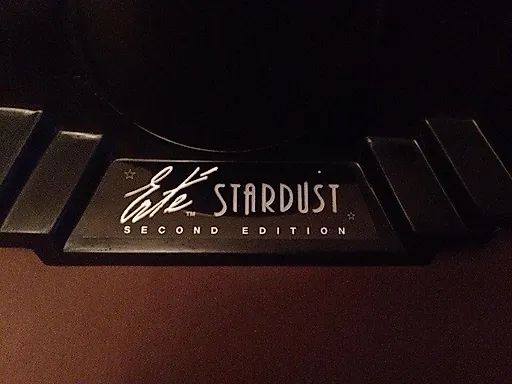 Erté™ STARDUST
SECOND EDITION